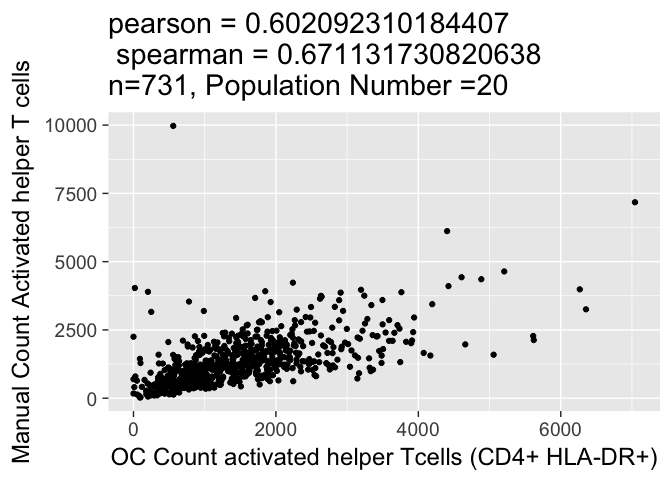 pearson = 0.602092310184407
spearman = 0.671131730820638
n=731, Population Number =20
Manual Count Activated helper T cells
10000
7500
5000
2500
0
0 2000 4000 6000
OC Count activated helper Tcells (CD4+ HLA-DR+)